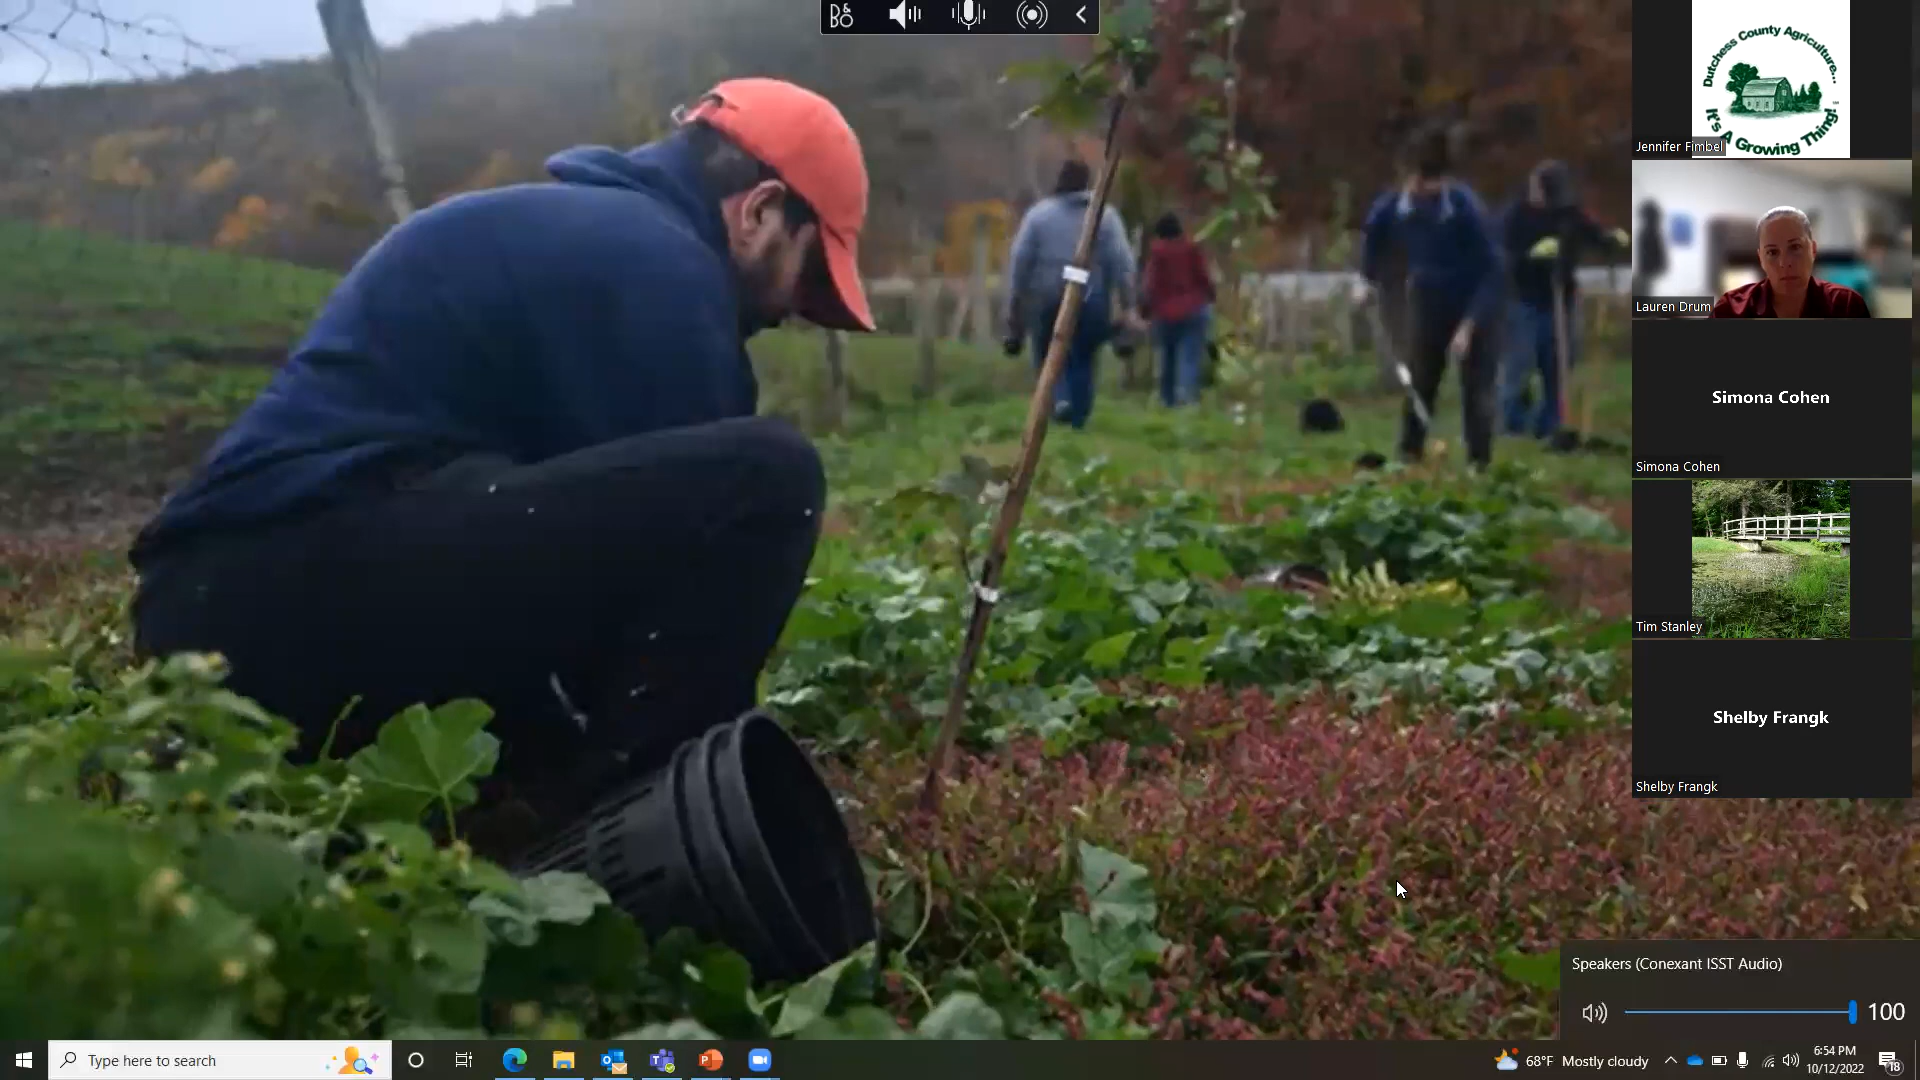 B&O
Dutchess County Agriculture...
It's A Growing Thing!
Jennifer Fimbel
Lauren Drum
Simona Cohen
Simona Cohen
Tim Stanley
Shelby Frangk
Shelby Frangk
Speakers (Conexant ISST Audio)
100
Type here to search
68°F Mostly cloudy
6:54 PM
10/12/2022
18